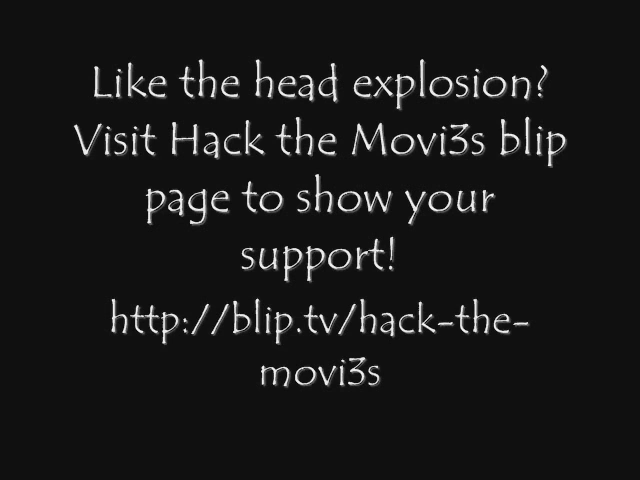 Like the head explosion?
Visit Hack the Movi3s blip
page to show your
support!
http://blip.tv/hack-the-
movi3s